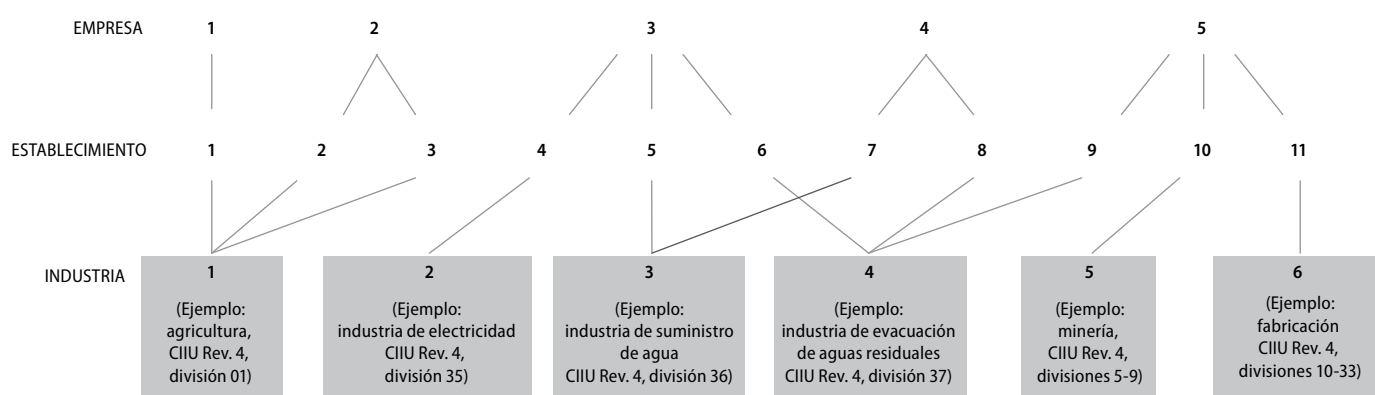 EMPRESA 1 2 3 4 5
ESTABLECIMIENTO 1 2 3 4 5 6 7 8 9 10 11
INDUSTRIA
1
(Ejemplo:
agricultura,
CIIU Rev. 4,
división 01)
2
(Ejemplo:
industria de electricidad
CIIU Rev. 4,
división 35)
3
(Ejemplo:
industria de suministro
de agua
CIIU Rev. 4, división 36)
4
(Ejemplo:
industria de evacuación
de aguas residuales
CIIU Rev. 4, división 37)
5
(Ejemplo:
minería,
CIIU Rev. 4,
divisiones 5-9)
6
(Ejemplo:
fabricación
CIIU Rev. 4,
divisiones 10-33)